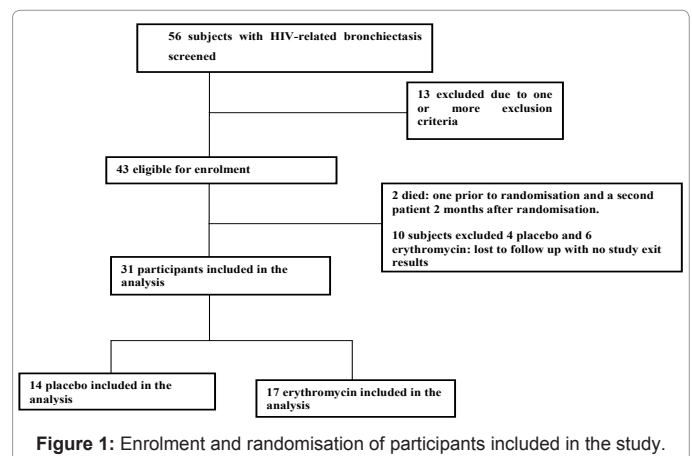 56 subjects with HIV-related bronchiectasis
screened
13 excluded due to one
or more exclusion
criteria
43 eligible for enrolment
2 died: one prior to randomisation and a second
patient 2 months after randomisation.
10 subjects excluded 4 placebo and 6
erythromycin: lost to follow up with no study exit
results
31 participants included in the
analysis
14 placebo included in the
analysis
17 erythromycin included in the
analysis
Figure 1: Enrolment and randomisation of participants included in the study.